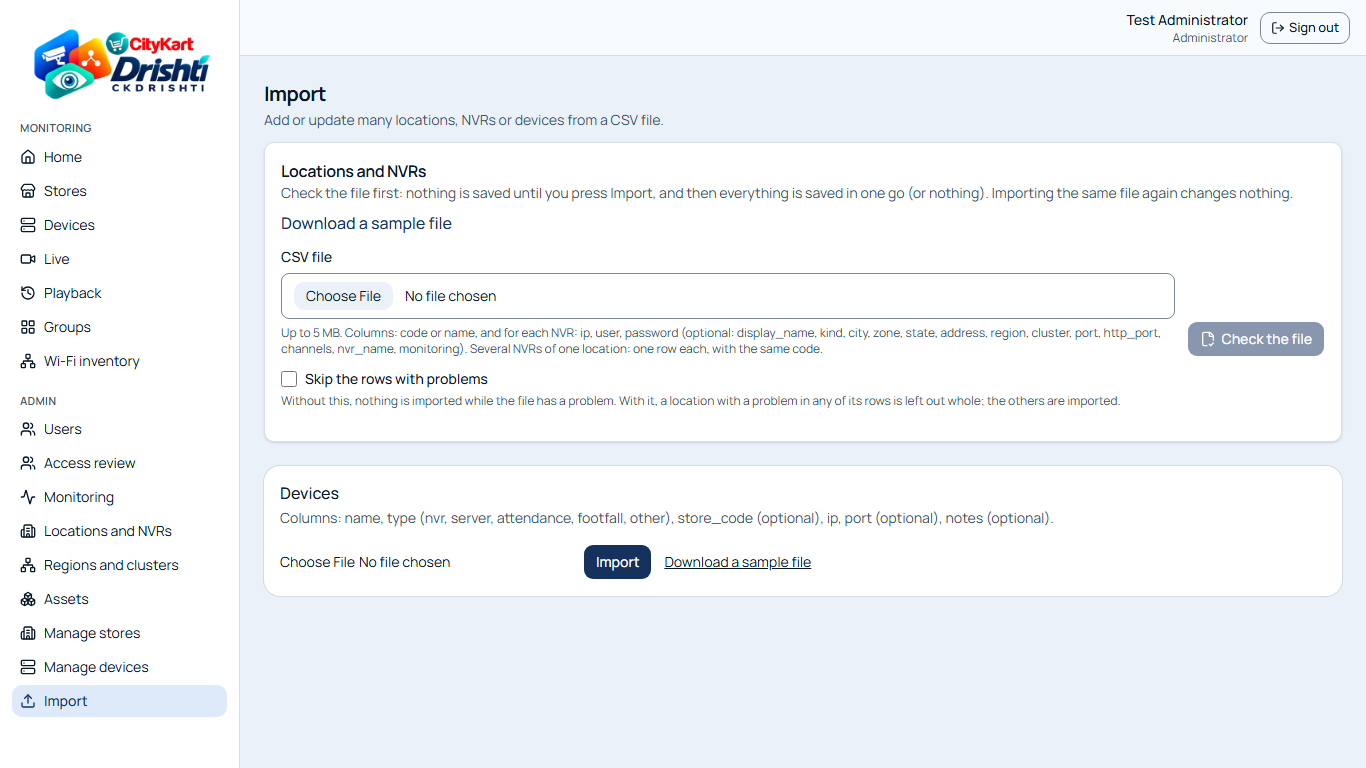 CityKart
Drishti
CKDRISHTI
Test Administrator
Administrator
Sign out
MONITORING
Home
Stores
Devices
Live
Playback
Groups
Wi-Fi inventory
ADMIN
Users
Access review
Monitoring
Locations and NVRs
Regions and clusters
Assets
Manage stores
Manage devices
Import
Import
Add or update many locations, NVRs or devices from a CSV file.
Locations and NVRs
Check the file first: nothing is saved until you press Import, and then everything is saved in one go (or nothing). Importing the same file again changes nothing.
Download a sample file
CSV file
Choose File No file chosen
Up to 5 MB. Columns: code or name, and for each NVR: ip, user, password (optional: display_name, kind, city, zone, state, address, region, cluster, port, http_port,
channels, nvr_name, monitoring). Several NVRs of one location: one row each, with the same code.
Check the file
Skip the rows with problems
Without this, nothing is imported while the file has a problem. With it, a location with a problem in any of its rows is left out whole; the others are imported.
Devices
Columns: name, type (nvr, server, attendance, footfall, other), store_code (optional), ip, port (optional), notes (optional).
Choose File No file chosen
Import
Download a sample file